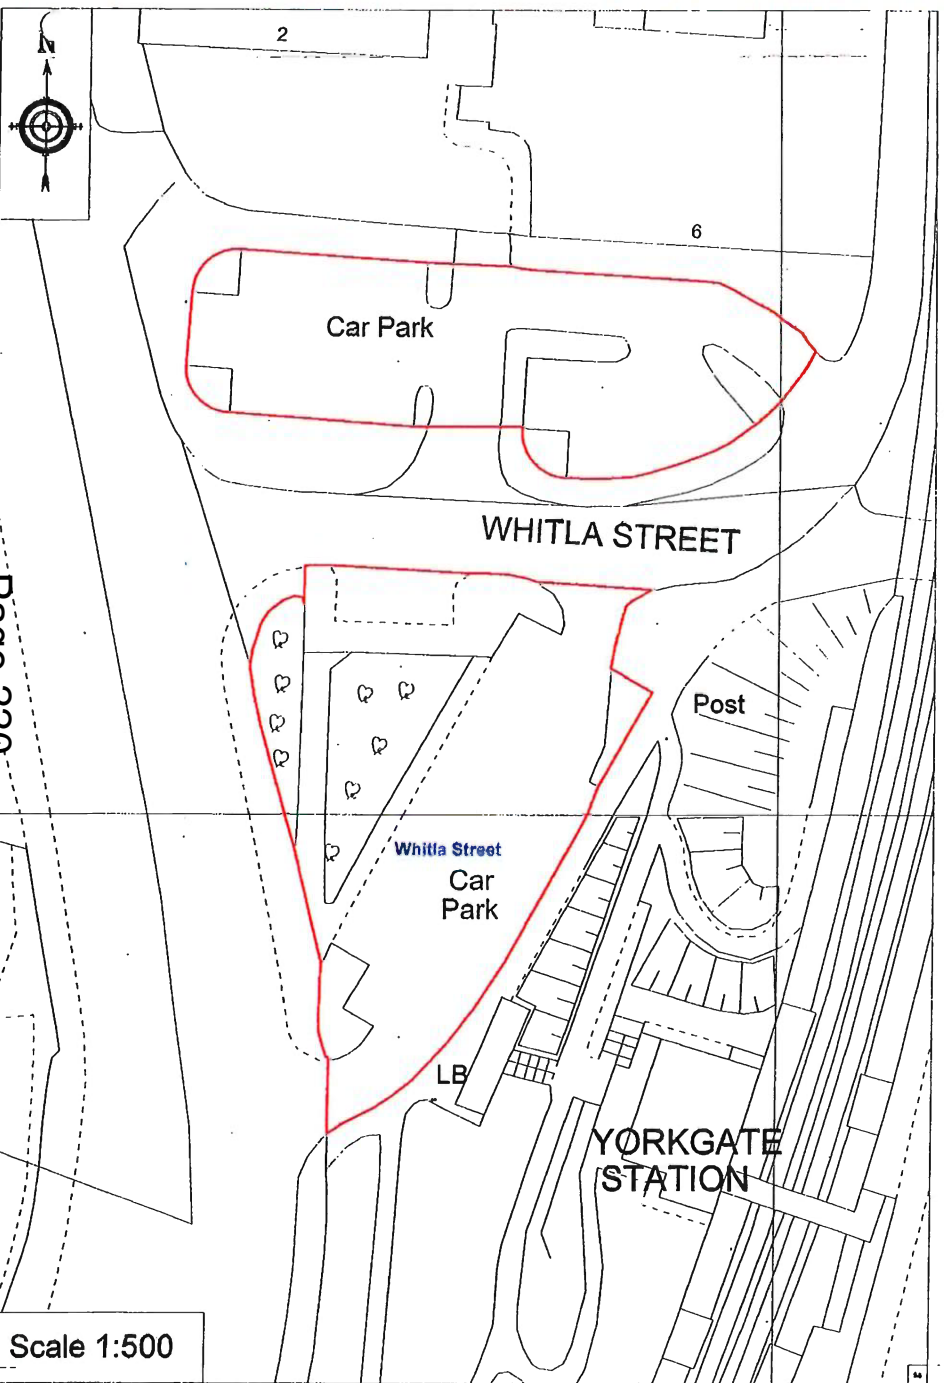 N
2
6
Car Park
WHITLA STREET
Post
Whitla Street
Car
Park
LB
YORKGATE
STATION
Scale 1:500